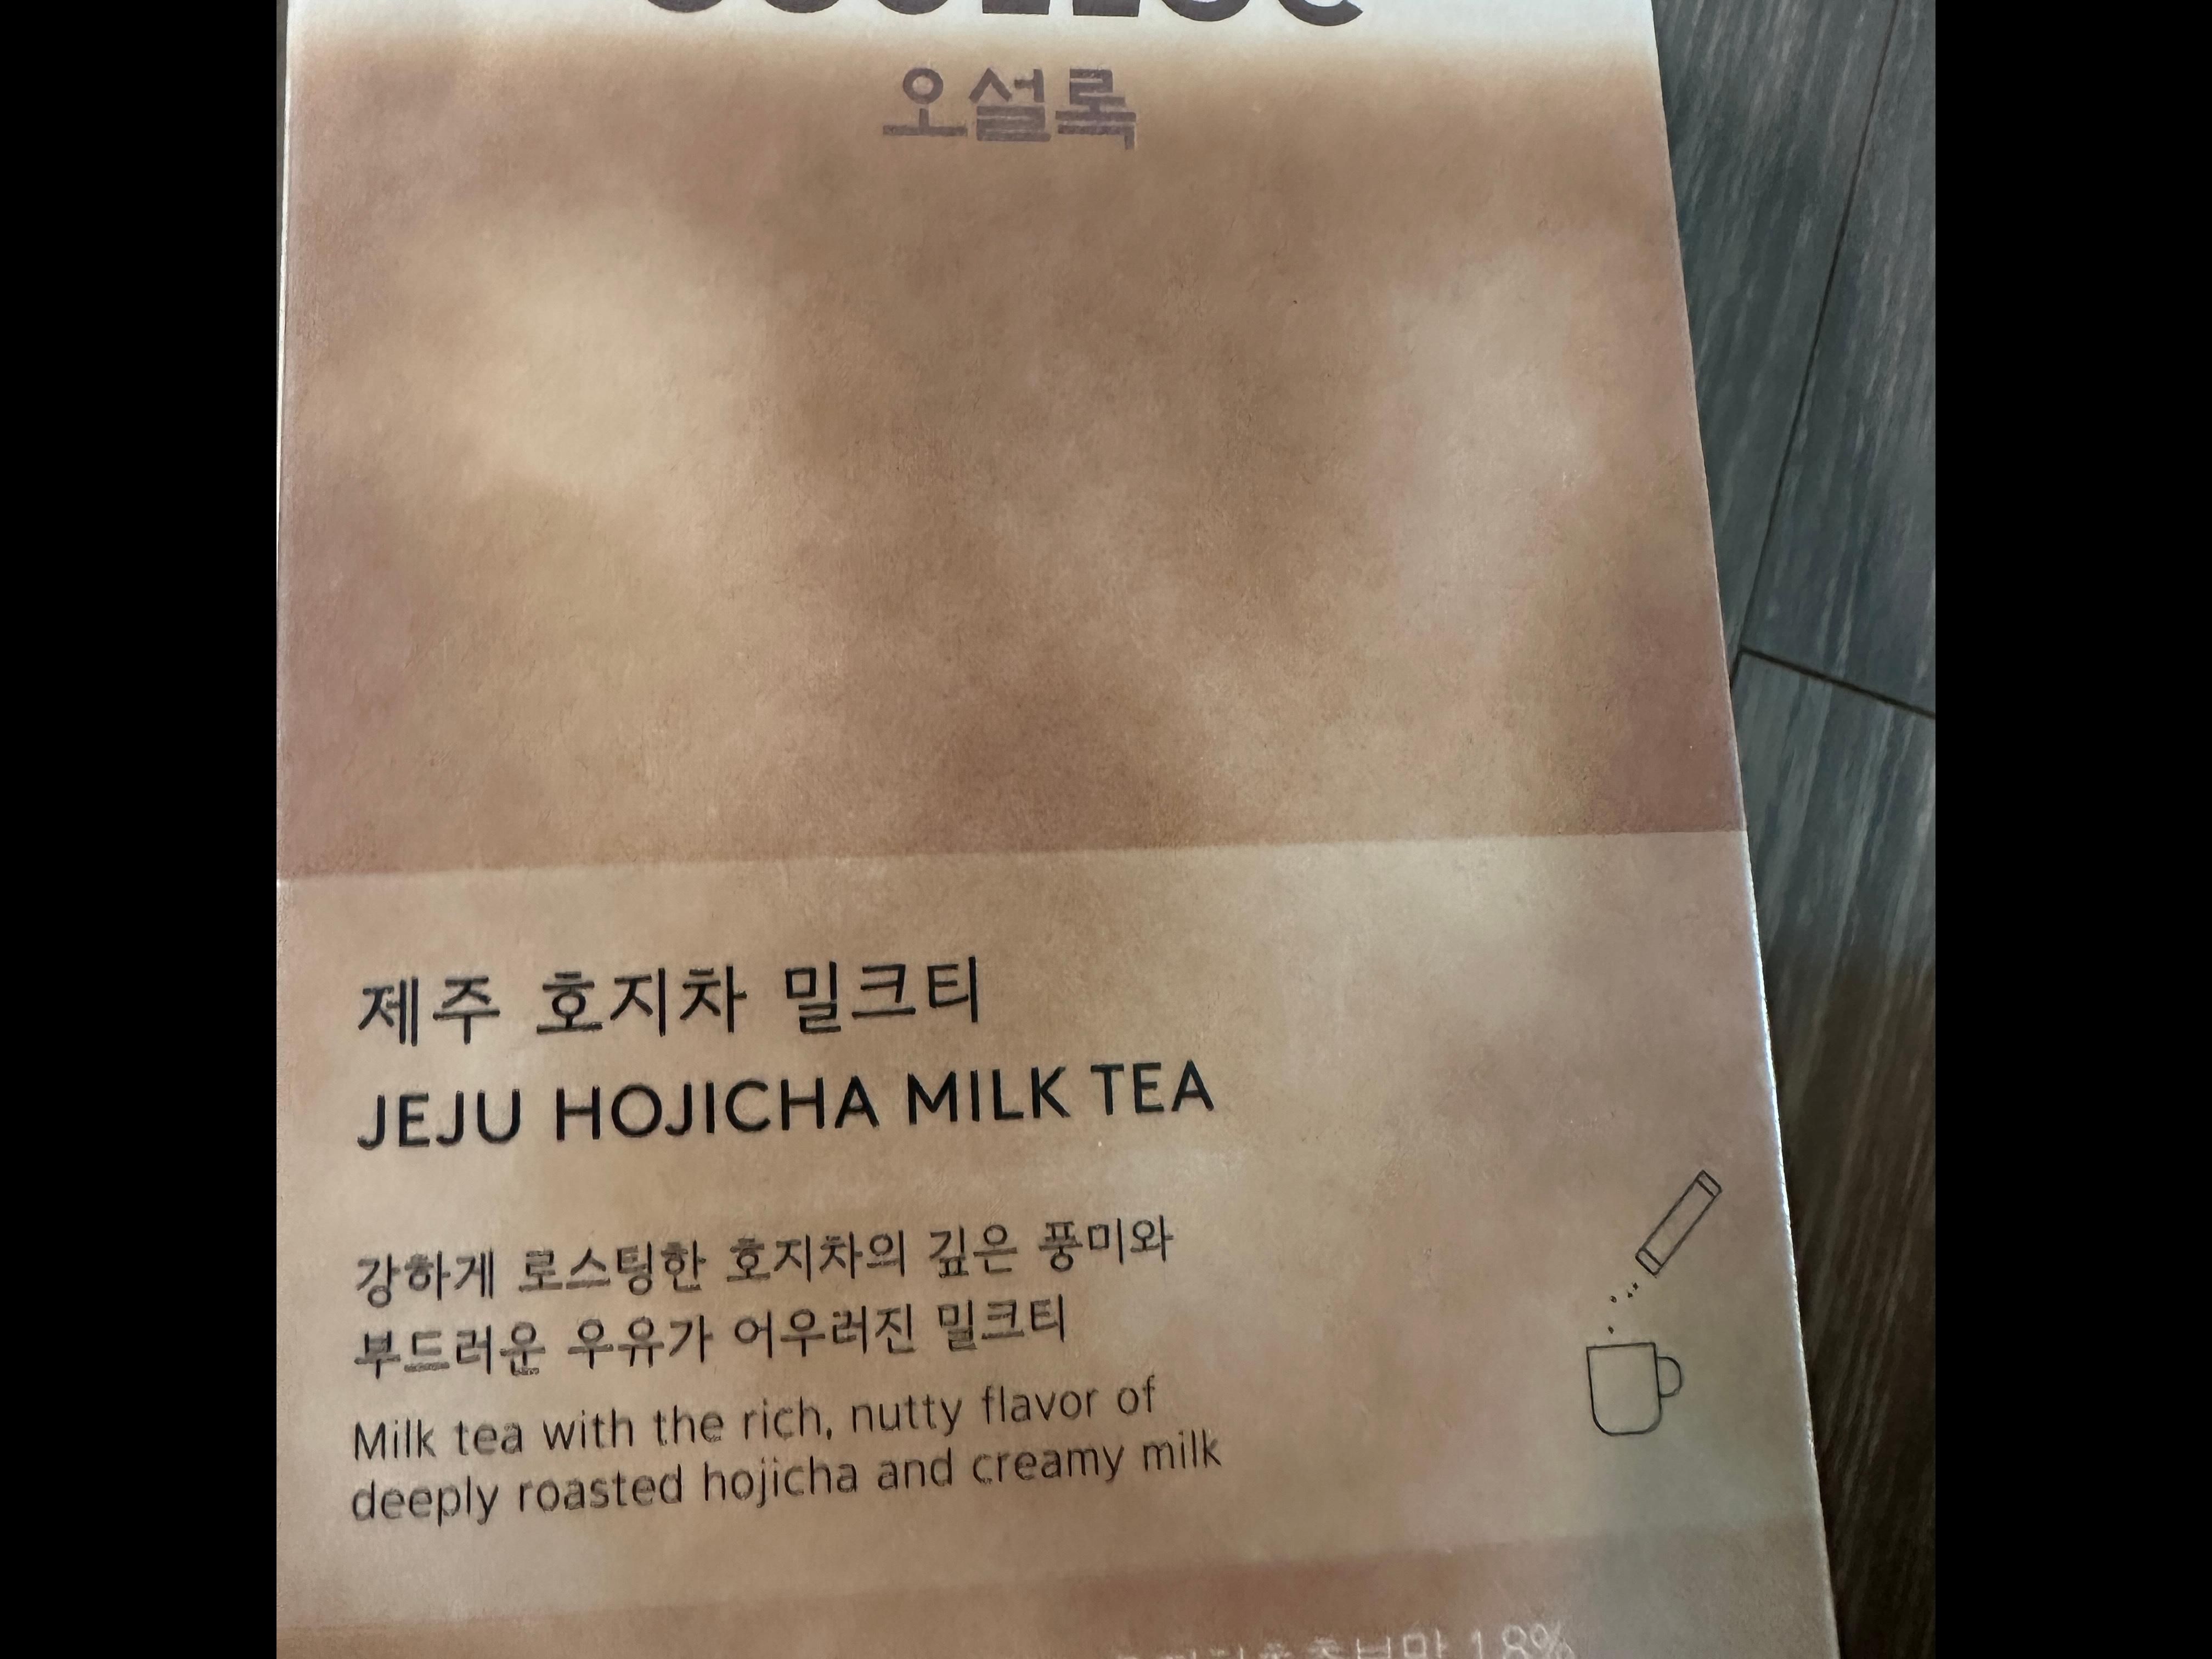 오설록
제주 호지차 밀크티
JEJU HOJICHA MILK TEA
강하게 로스팅한 호지차의 깊은 풍미와
부드러운 우유가 어우러진 밀크티
Milk tea with the rich, nutty flavor of
deeply roasted hojicha and creamy milk
1.8%